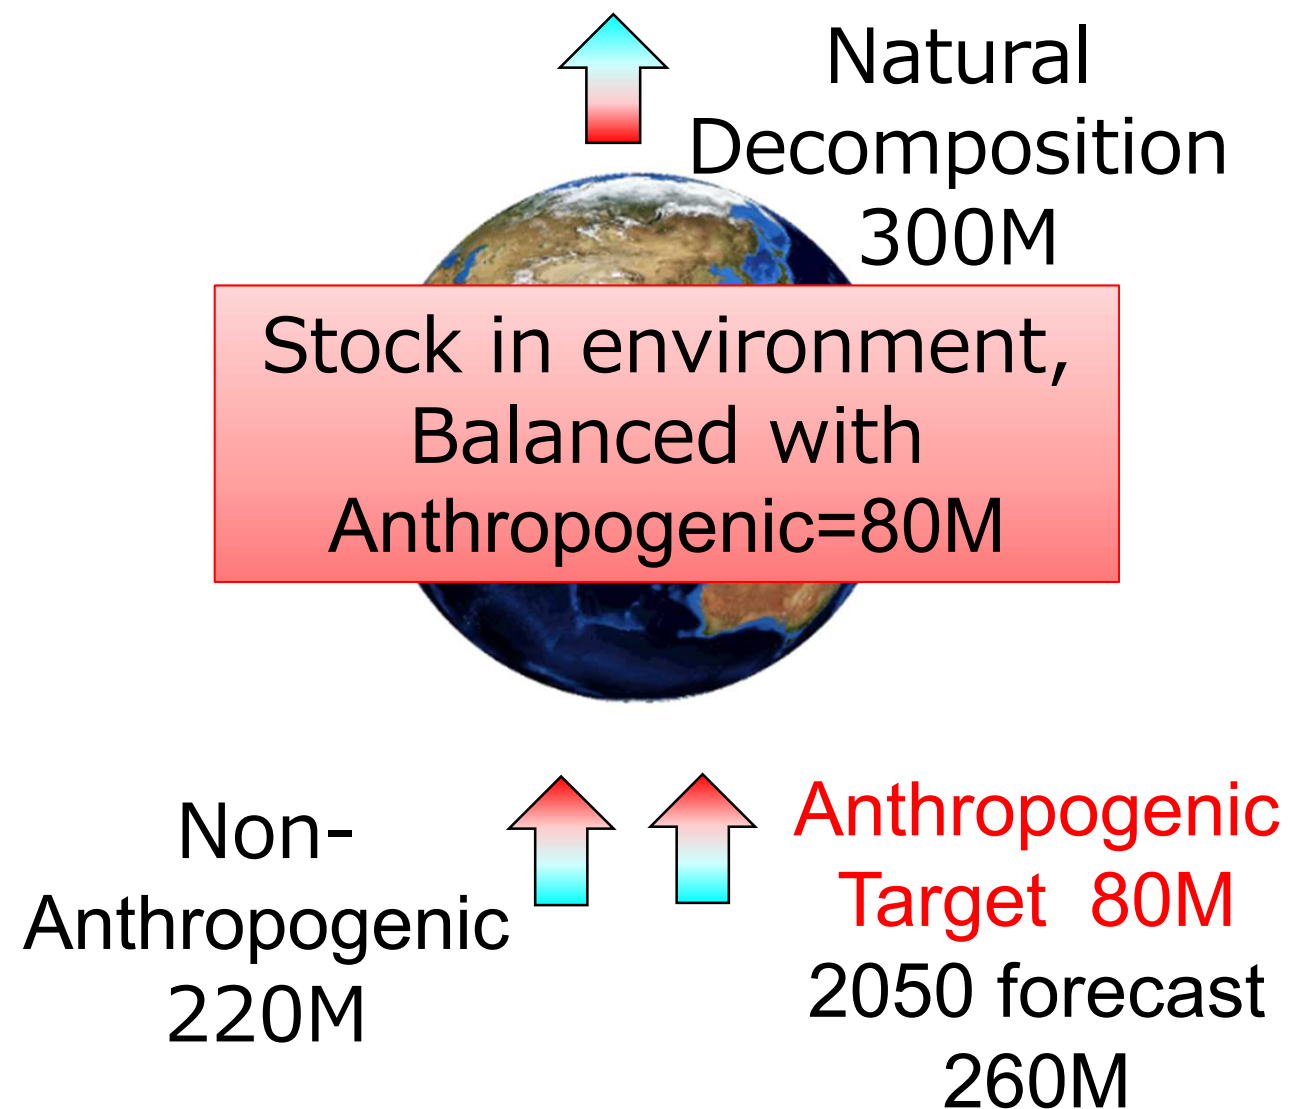 Natural
Decomposition
300M
Stock in environment,
Balanced with
Anthropogenic=80M
Non-
Anthropogenic
220M
Anthropogenic
Target 80M
2050 forecast
260M